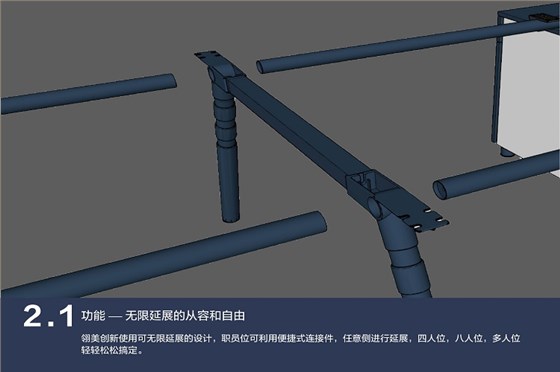 2.1 功能 — 无限延展的从容和自由
翎美创新使用可无限延展的设计，职员位可利用便捷式连接件，任意侧进行延展，四人位，八人位，多人位
轻轻松松搞定。